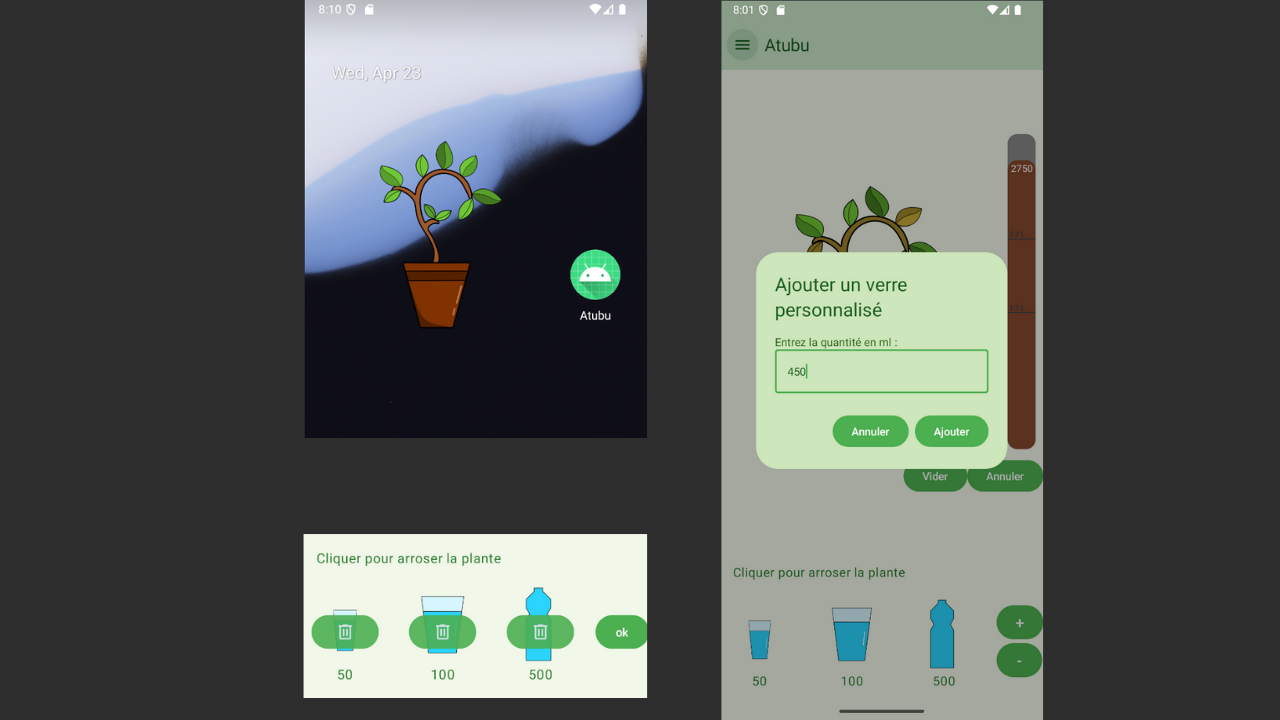 8:10
Wed, Apr 23
Atubu
Cliquer pour arroser la plante
ok
50
100
500
8:01
Atubu
2750
Ajouter un verre
personnalisé
Entrez la quantité en ml :
450
Annuler
Ajouter
Vider
Annuler
Cliquer pour arroser la plante
+
-
50
100
500